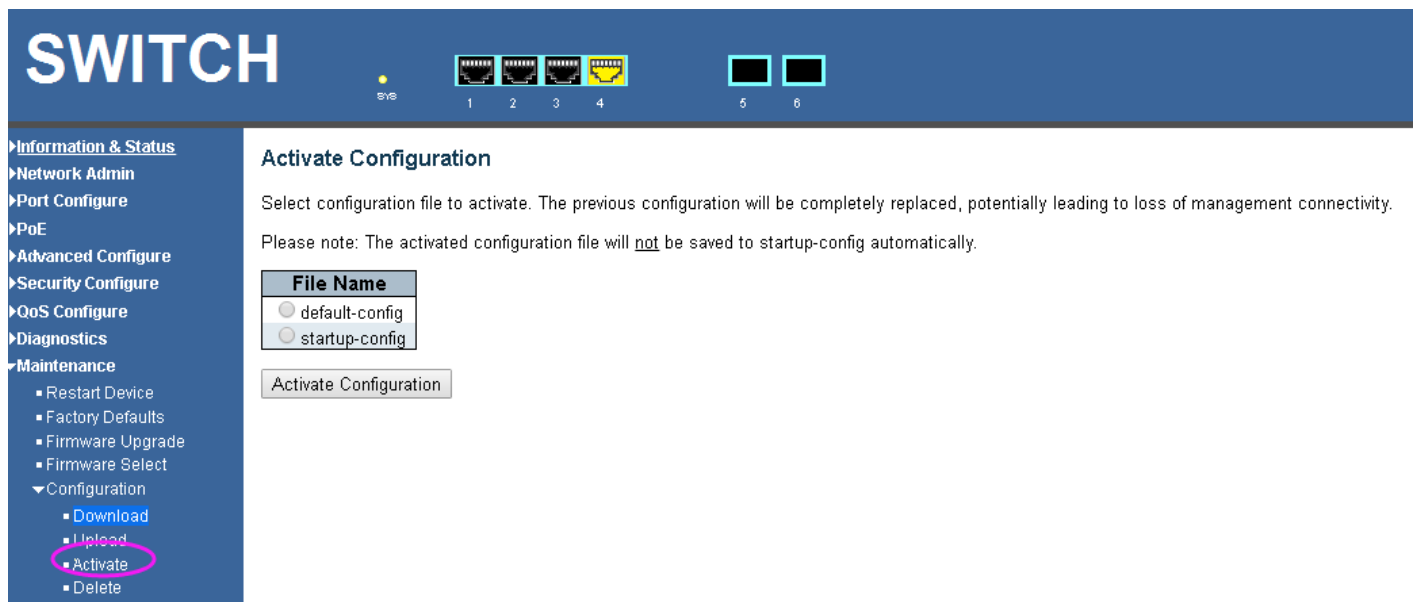 SWITCH
SYS
1 2 3 4 5 6
Information & Status
Network Admin
Port Configure
PoE
Advanced Configure
Security Configure
QoS Configure
Diagnostics
Maintenance
Restart Device
Factory Defaults
Firmware Upgrade
Firmware Select
Configuration
Download
Upload
Activate
Delete
Activate Configuration
Select configuration file to activate. The previous configuration will be completely replaced, potentially leading to loss of management connectivity.
Please note: The activated configuration file will not be saved to startup-config automatically.
File Name
default-config
startup-config
Activate Configuration